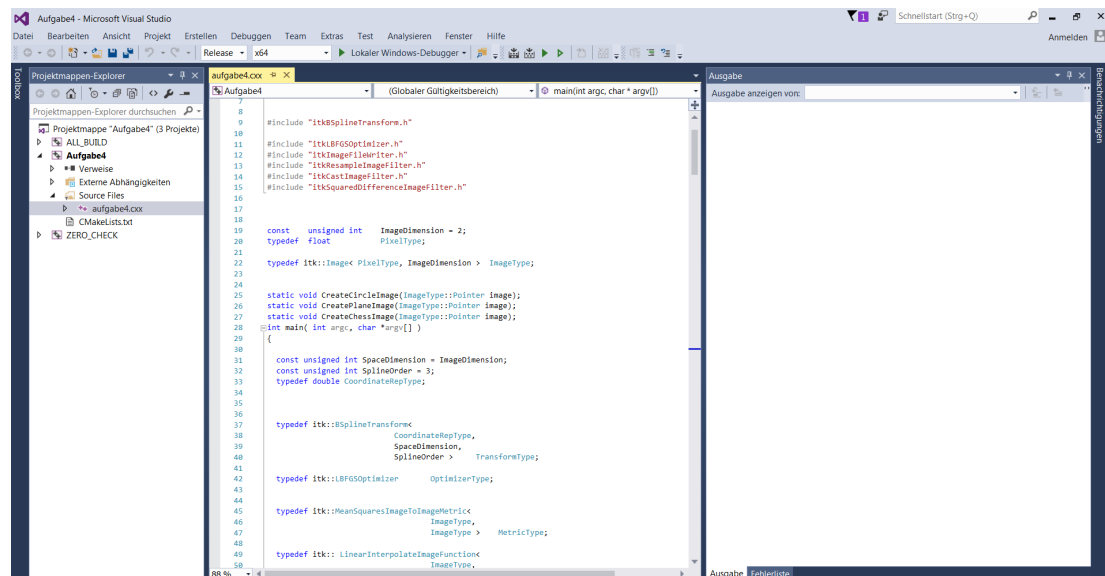 Aufgabe4 - Microsoft Visual Studio
1
Schnellstart (Strg+Q)
Datei Bearbeiten Ansicht Projekt Erstellen Debuggen Team Extras Test Analysieren Fenster Hilfe
Anmelden
Release x64 Lokaler Windows-Debugger
Toolbox
Projektmappen-Explorer
Projektmappen-Explorer durchsuchen
Projektmappe "Aufgabe4" (3 Projekte)
ALL_BUILD
Aufgabe4
Verweise
Externe Abhängigkeiten
Source Files
aufgabe4.cxx
CMakeLists.txt
ZERO_CHECK
aufgabe4.cxx
Aufgabe4 (Globaler Gültigkeitsbereich) main(int argc, char * argv[])
7
8
9 #include "itkBSplineTransform.h"
10
11 #include "itkLBFGSOptimizer.h"
12 #include "itkImageFileWriter.h"
13 #include "itkResampleImageFilter.h"
14 #include "itkCastImageFilter.h"
15 #include "itkSquaredDifferenceImageFilter.h"
16
17
18
19 const unsigned int ImageDimension = 2;
20 typedef float PixelType;
21
22 typedef itk::Image< PixelType, ImageDimension > ImageType;
23
24
25 static void CreateCircleImage(ImageType::Pointer image);
26 static void CreatePlaneImage(ImageType::Pointer image);
27 static void CreateChessImage(ImageType::Pointer image);
28 int main( int argc, char *argv[] )
29 {
30
31 const unsigned int SpaceDimension = ImageDimension;
32 const unsigned int SplineOrder = 3;
33 typedef double CoordinateRepType;
34
35
36
37 typedef itk::BSplineTransform<
38 CoordinateRepType,
39 SpaceDimension,
40 SplineOrder > TransformType;
41
42 typedef itk::LBFGSOptimizer OptimizerType;
43
44
45 typedef itk::MeanSquaresImageToImageMetric<
46 ImageType,
47 ImageType > MetricType;
48
49 typedef itk:: LinearInterpolateImageFunction<
50 ImageType,
88 %
Ausgabe
Ausgabe anzeigen von:
Ausgabe Fehlerliste
Benachrichtigungen